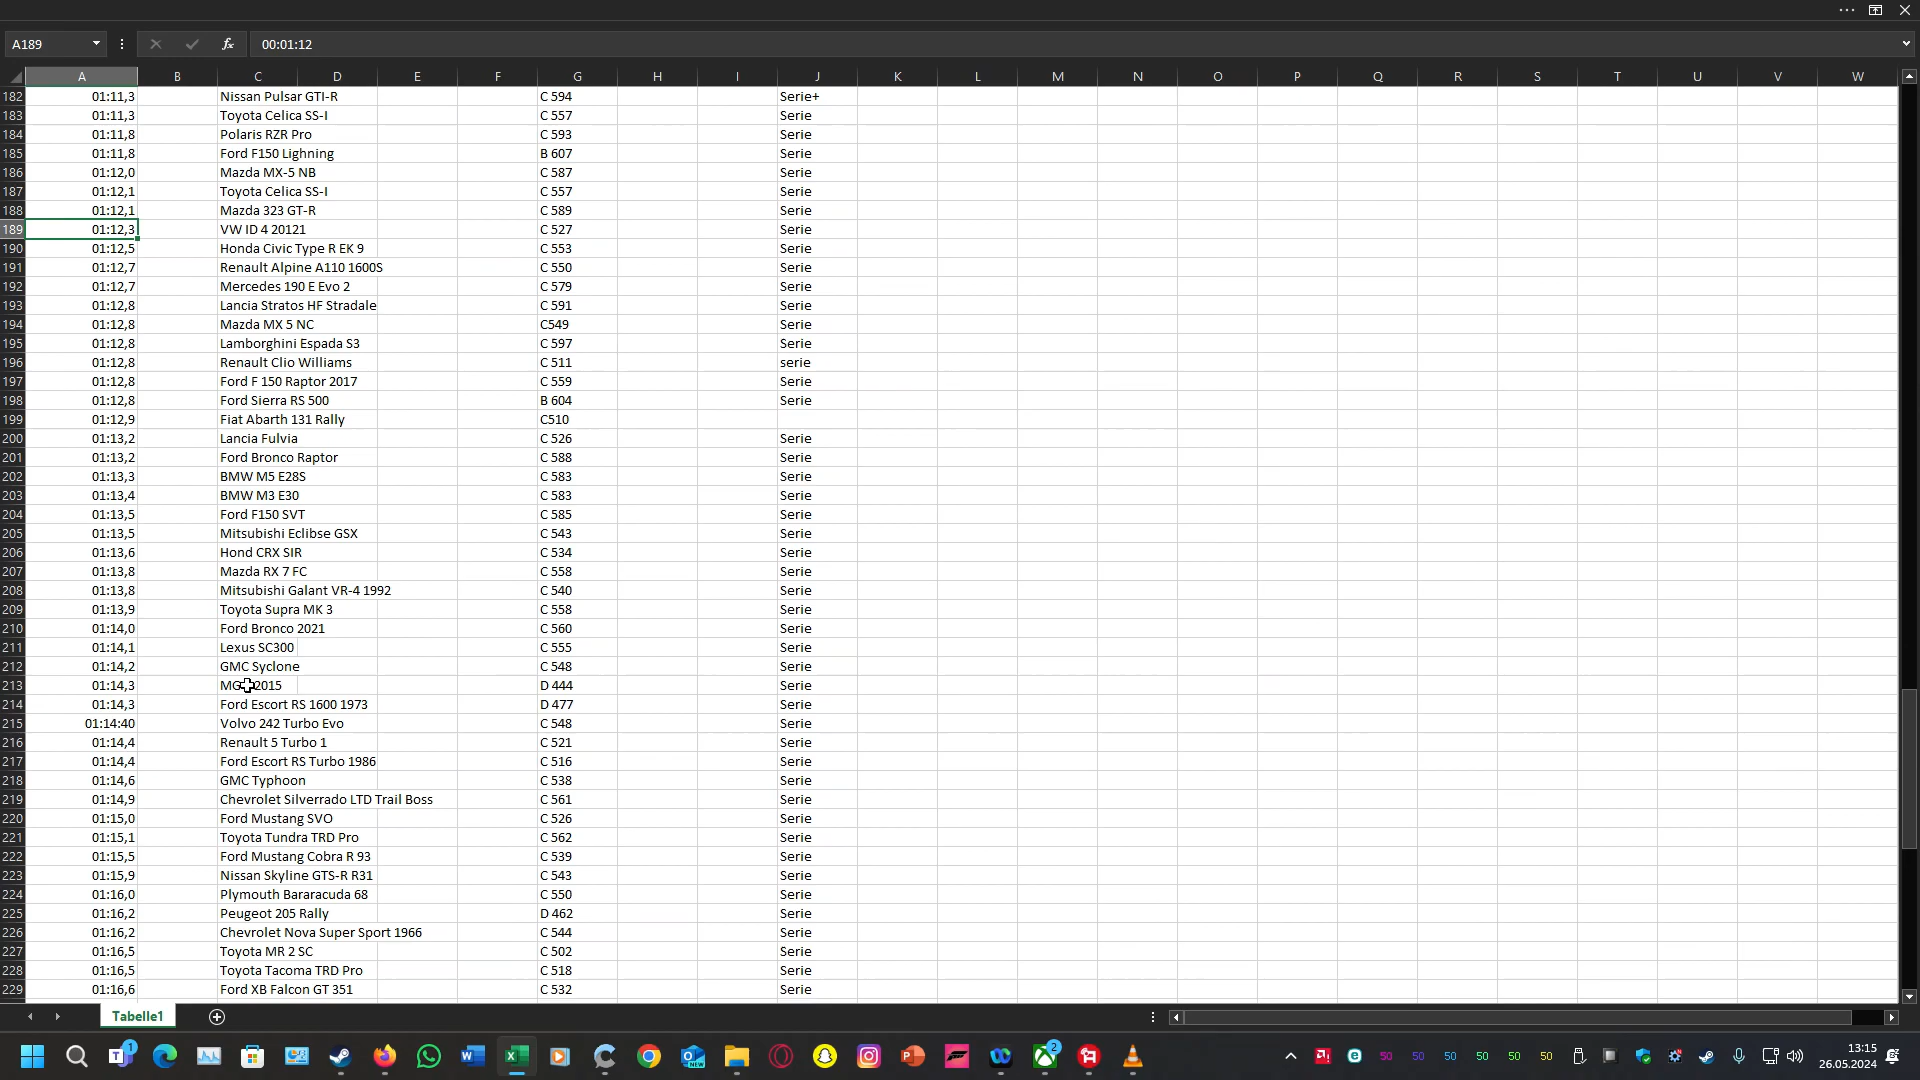 A189 fx 00:01:12
A B C D E F G H I J K L M N O P Q R S T U V W
182 01:11,3 Nissan Pulsar GTI-R C 594 Serie+
183 01:11,3 Toyota Celica SS-I C 557 Serie
184 01:11,8 Polaris RZR Pro C 593 Serie
185 01:11,8 Ford F150 Lighning B 607 Serie
186 01:12,0 Mazda MX-5 NB C 587 Serie
187 01:12,1 Toyota Celica SS-I C 557 Serie
188 01:12,1 Mazda 323 GT-R C 589 Serie
189 01:12,3 VW ID 4 20121 C 527 Serie
190 01:12,5 Honda Civic Type R EK 9 C 553 Serie
191 01:12,7 Renault Alpine A110 1600S C 550 Serie
192 01:12,7 Mercedes 190 E Evo 2 C 579 Serie
193 01:12,8 Lancia Stratos HF Stradale C 591 Serie
194 01:12,8 Mazda MX 5 NC C549 Serie
195 01:12,8 Lamborghini Espada S3 C 597 Serie
196 01:12,8 Renault Clio Williams C 511 serie
197 01:12,8 Ford F 150 Raptor 2017 C 559 Serie
198 01:12,8 Ford Sierra RS 500 B 604 Serie
199 01:12,9 Fiat Abarth 131 Rally C510
200 01:13,2 Lancia Fulvia C 526 Serie
201 01:13,2 Ford Bronco Raptor C 588 Serie
202 01:13,3 BMW M5 E28S C 583 Serie
203 01:13,4 BMW M3 E30 C 583 Serie
204 01:13,5 Ford F150 SVT C 585 Serie
205 01:13,5 Mitsubishi Eclibse GSX C 543 Serie
206 01:13,6 Hond CRX SIR C 534 Serie
207 01:13,8 Mazda RX 7 FC C 558 Serie
208 01:13,8 Mitsubishi Galant VR-4 1992 C 540 Serie
209 01:13,9 Toyota Supra MK 3 C 558 Serie
210 01:14,0 Ford Bronco 2021 C 560 Serie
211 01:14,1 Lexus SC300 C 555 Serie
212 01:14,2 GMC Syclone C 548 Serie
213 01:14,3 2015 D 444 Serie
214 01:14,3 Ford Escort RS 1600 1973 D 477 Serie
215 01:14:40 Volvo 242 Turbo Evo C 548 Serie
216 01:14,4 Renault 5 Turbo 1 C 521 Serie
217 01:14,4 Ford Escort RS Turbo 1986 C 516 Serie
218 01:14,6 GMC Typhoon C 538 Serie
219 01:14,9 Chevrolet Silverrado LTD Trail Boss C 561 Serie
220 01:15,0 Ford Mustang SVO C 526 Serie
221 01:15,1 Toyota Tundra TRD Pro C 562 Serie
222 01:15,5 Ford Mustang Cobra R 93 C 539 Serie
223 01:15,9 Nissan Skyline GTS-R R31 C 543 Serie
224 01:16,0 Plymouth Bararacuda 68 C 550 Serie
225 01:16,2 Peugeot 205 Rally D 462 Serie
226 01:16,2 Chevrolet Nova Super Sport 1966 C 544 Serie
227 01:16,5 Toyota MR 2 SC C 502 Serie
228 01:16,5 Toyota Tacoma TRD Pro C 518 Serie
229 01:16,6 Ford XB Falcon GT 351 C 532 Serie
Tabelle1
1 2 50 50 50 50 50 50 13:15
26.05.2024